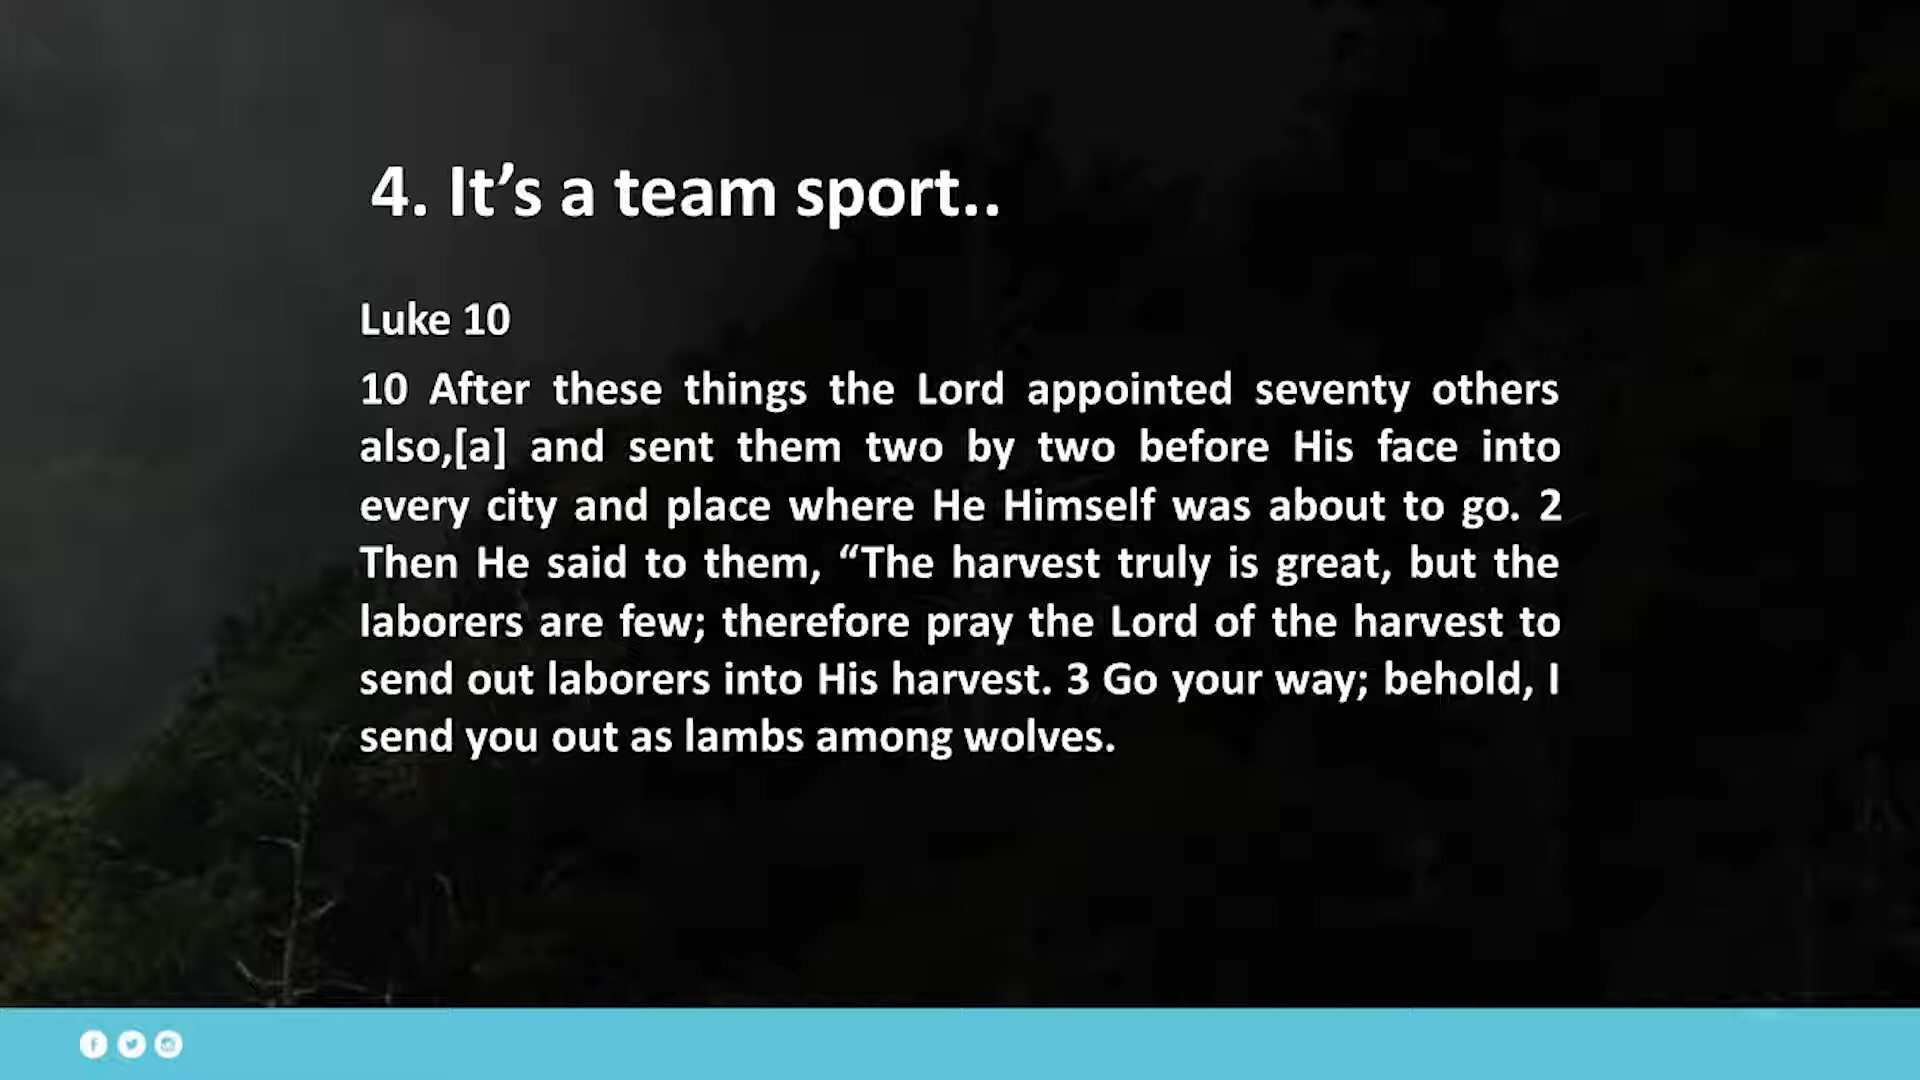 4. It’s a team sport..
Luke 10
10 After these things the Lord appointed seventy others
also,[a] and sent them two by two before His face into
every city and place where He Himself was about to go. 2
Then He said to them, “The harvest truly is great, but the
laborers are few; therefore pray the Lord of the harvest to
send out laborers into His harvest. 3 Go your way; behold, I
send you out as lambs among wolves.